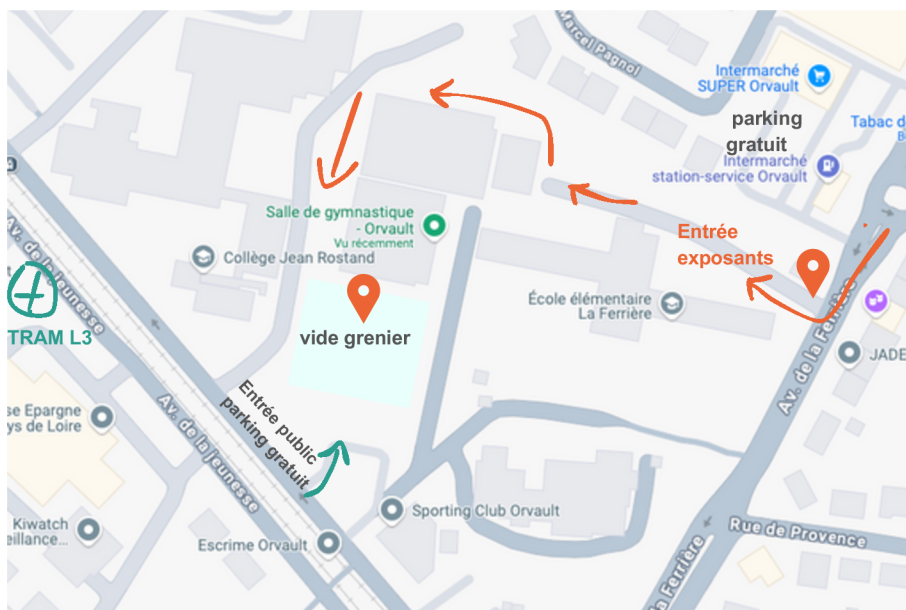 Marcel Pagnol
Intermarché
SUPER Orvault
parking
gratuit
Tabac d
B
Intermarché
station-service Orvault
Salle de gymnastique
- Orvault
Vu récemment
Entrée
exposants
Collège Jean Rostand
Av. de la jeunesse
TRAM L3
vide grenier
École élémentaire
La Ferrière
Av. de la Ferrière
JADE
Entrée public
parking gratuit
se Epargne
ys de Loire
Av. de la jeunesse
Sporting Club Orvault
Kiwatch
eillance...
Escrime Orvault
Rue de Provence
la Ferrière